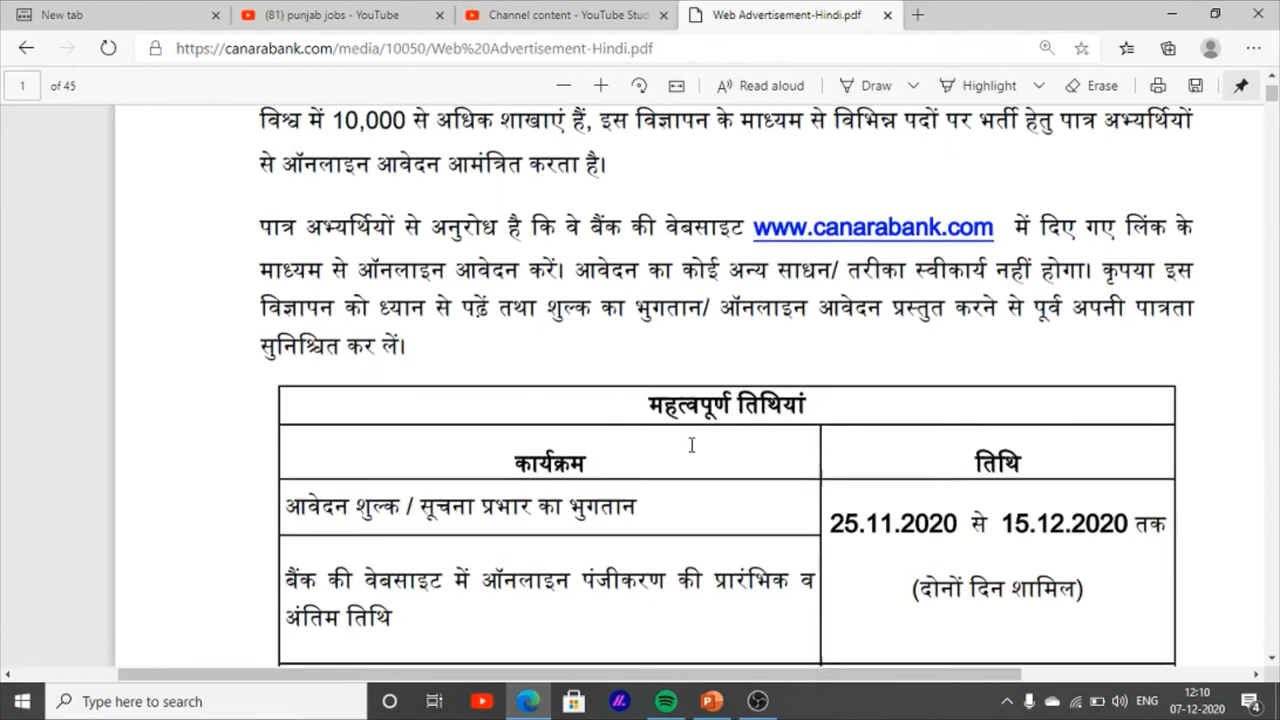 New tab
(81) punjab jobs - YouTube
Channel content - YouTube Stud
Web Advertisement-Hindi.pdf
https://canarabank.com/media/10050/Web%20Advertisement-Hindi.pdf
1 of 45
Read aloud
Draw
Highlight
Erase
विश्व में 10,000 से अधिक शाखाएं हैं, इस विज्ञापन के माध्यम से विभिन्न पदों पर भर्ती हेतु पात्र अभ्यर्थियों
से ऑनलाइन आवेदन आमंत्रित करता है।
पात्र अभ्यर्थियों से अनुरोध है कि वे बैंक की वेबसाइट www.canarabank.com में दिए गए लिंक के
माध्यम से ऑनलाइन आवेदन करें। आवेदन का कोई अन्य साधन/ तरीका स्वीकार्य नहीं होगा। कृपया इस
विज्ञापन को ध्यान से पढ़ें तथा शुल्क का भुगतान/ ऑनलाइन आवेदन प्रस्तुत करने से पूर्व अपनी पात्रता
सुनिश्चित कर लें।
महत्वपूर्ण तिथियां
कार्यक्रम
तिथि
आवेदन शुल्क / सूचना प्रभार का भुगतान
25.11.2020 से 15.12.2020 तक
(दोनों दिन शामिल)
बैंक की वेबसाइट में ऑनलाइन पंजीकरण की प्रारंभिक व
अंतिम तिथि
Type here to search
ENG
12:10
07-12-2020
4